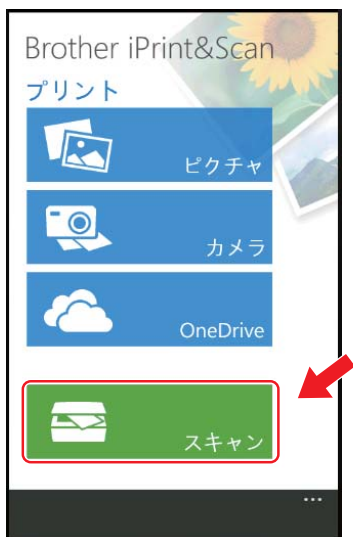 Brother iPrint&Scan
プリント
ピクチャ
カメラ
OneDrive
スキャン
...